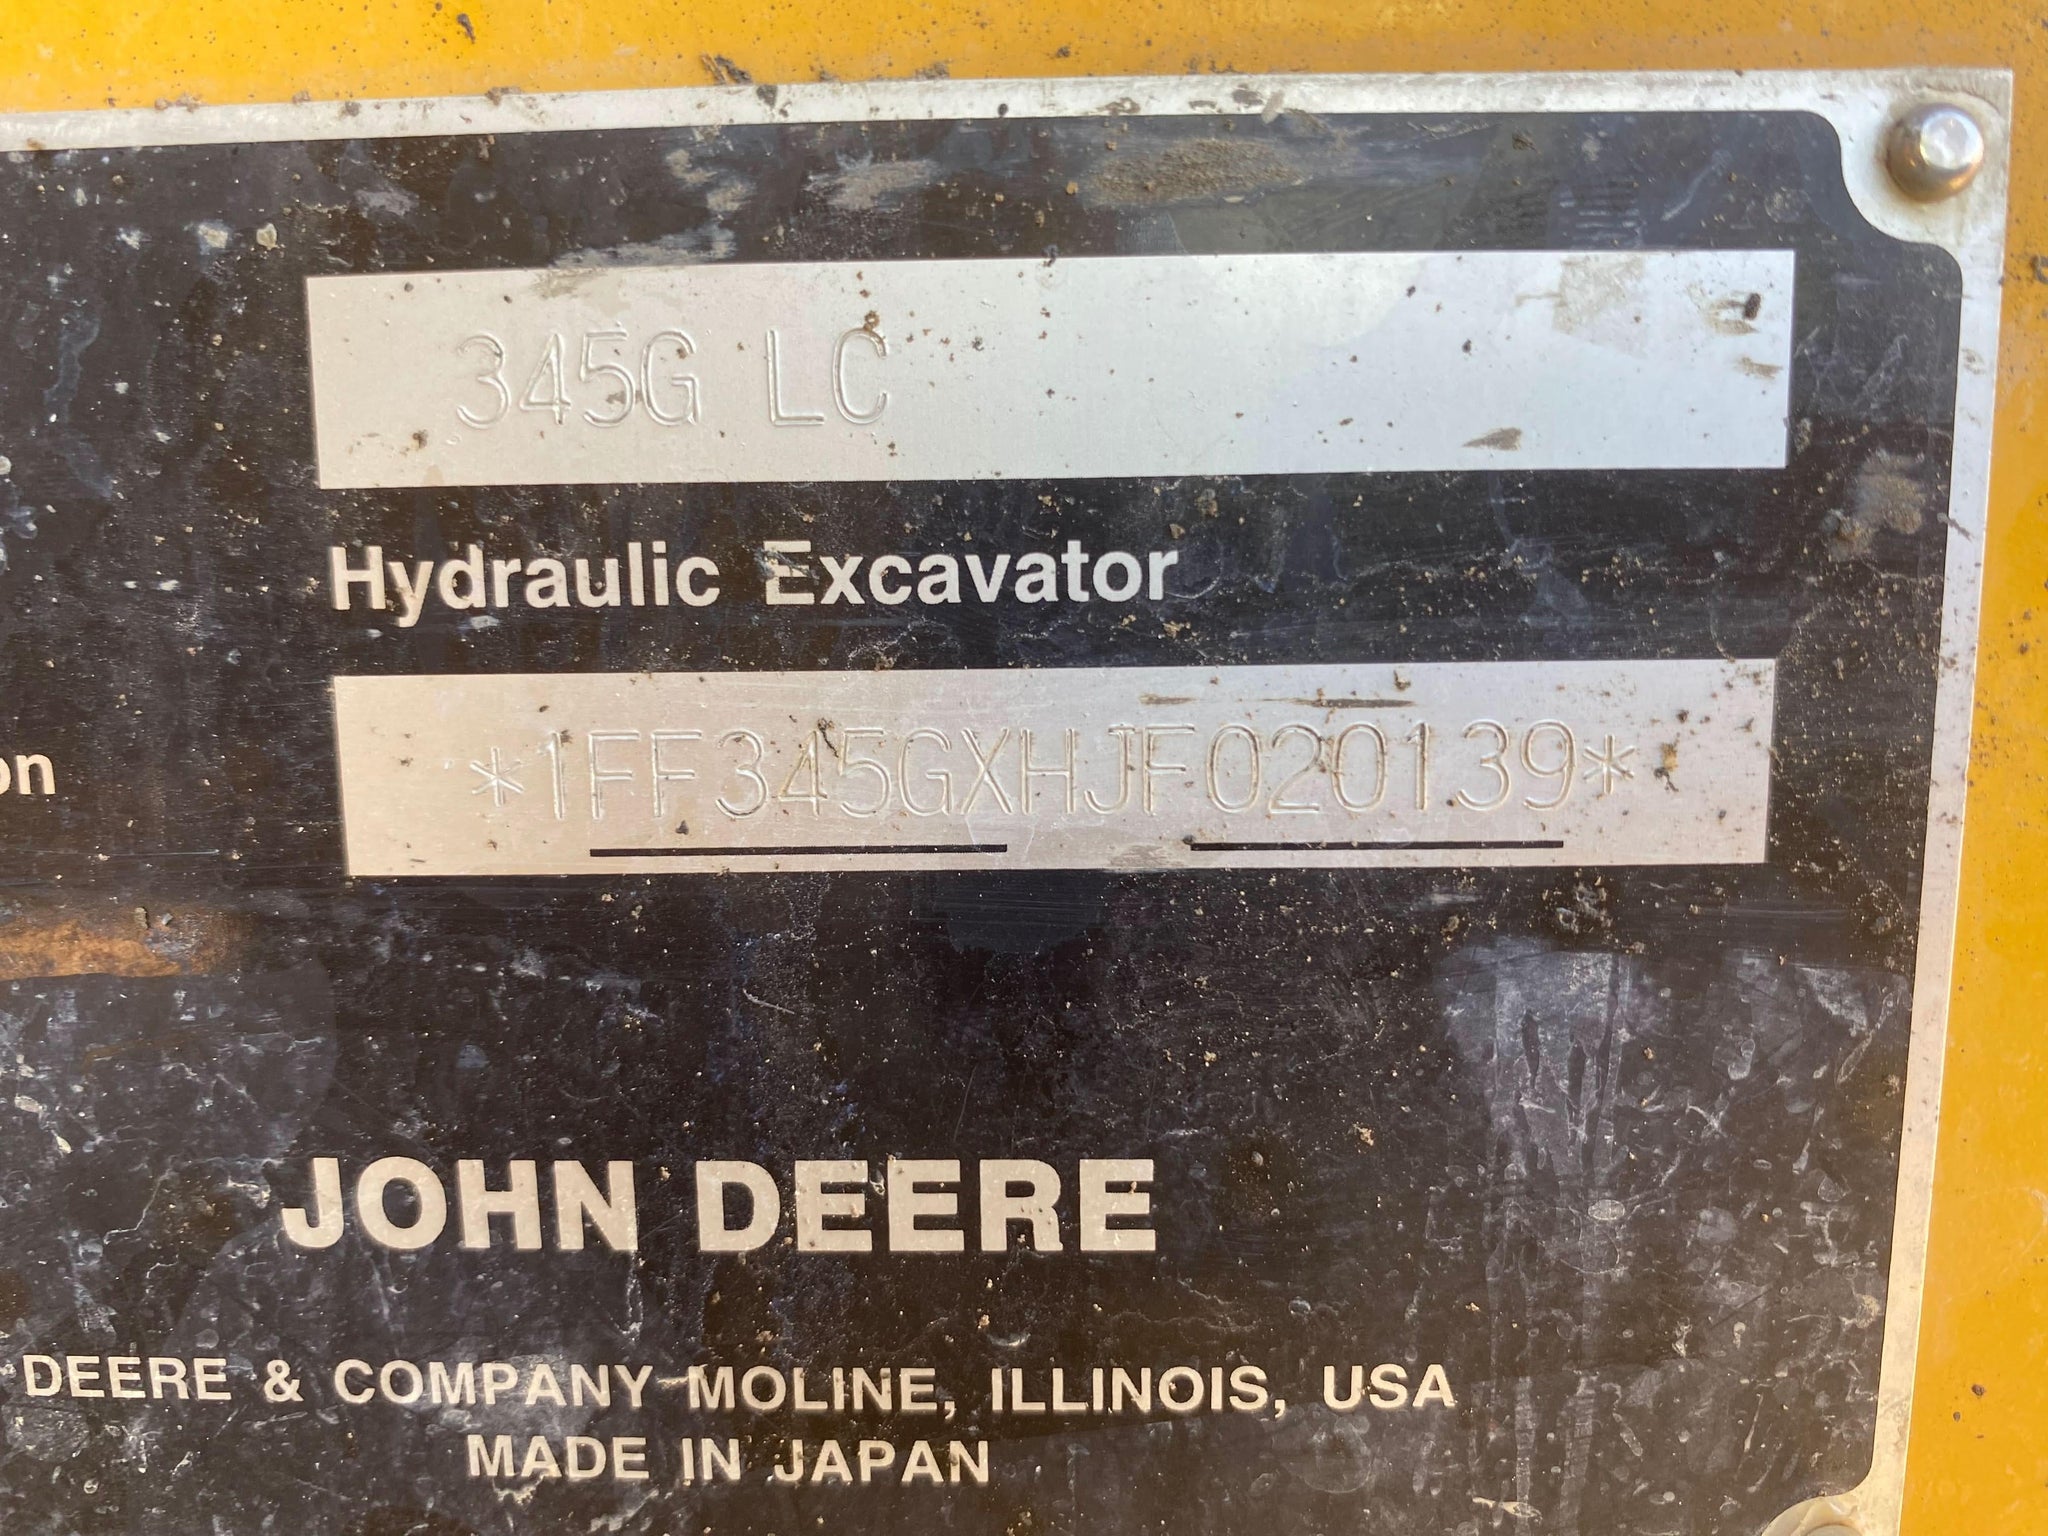 345G LC
Hydraulic Excavator
*1FF345GXHJF020139*
on
JOHN DEERE
DEERE & COMPANY MOLINE, ILLINOIS, USA
MADE IN JAPAN